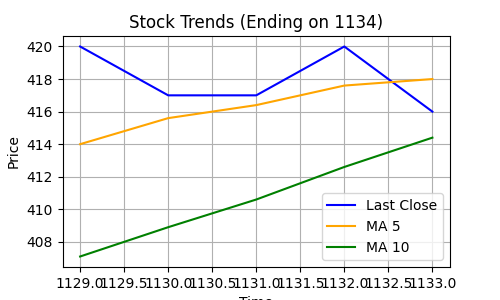 Stock Trends (Ending on 1134)
Price
420
418
416
414
412
410
408
Last Close
MA 5
MA 10
1129.0 1129.5 1130.0 1130.5 1131.0 1131.5 1132.0 1132.5 1133.0
Time